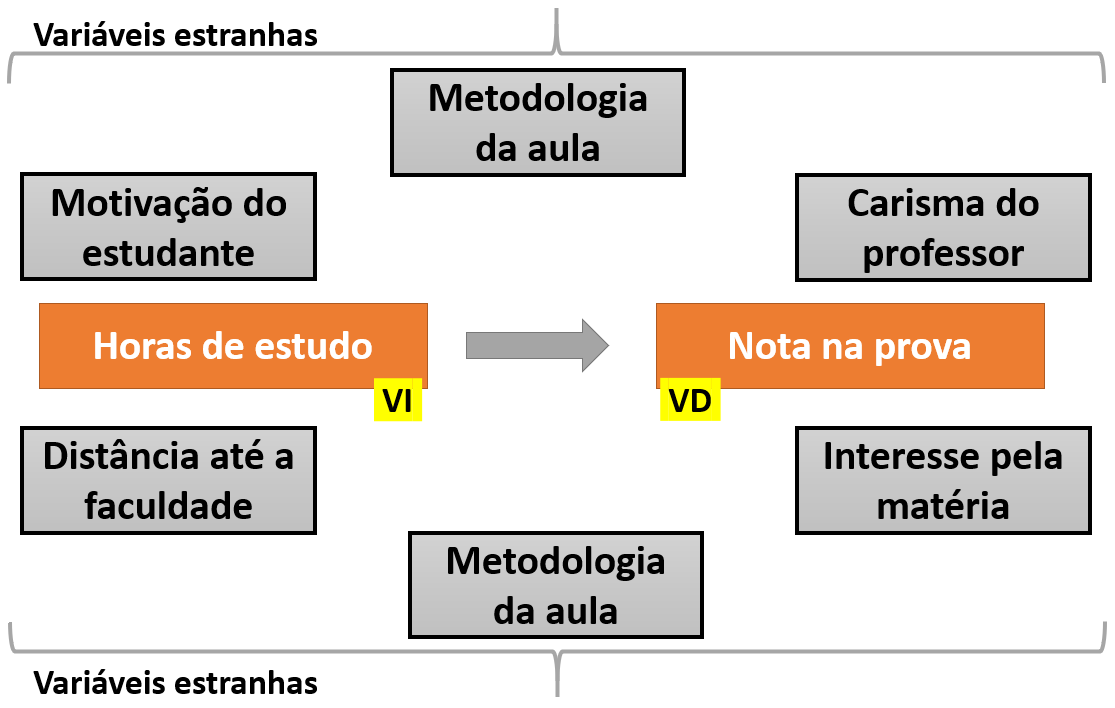 Variáveis estranhas
Metodologia
da aula
Motivação do
estudante
Carisma do
professor
Horas de estudo
VI
Nota na prova
VD
Distância até a
faculdade
Interesse pela
matéria
Metodologia
da aula
Variáveis estranhas